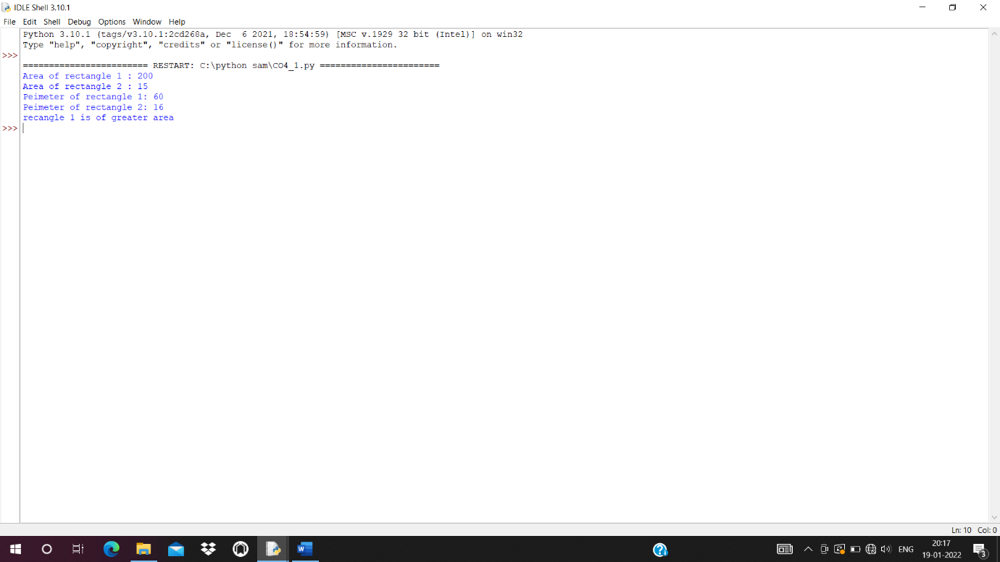 IDLE Shell 3.10.1
File Edit Shell Debug Options Window Help
Python 3.10.1 (tags/v3.10.1:2cd268a, Dec  6 2021, 18:54:59) [MSC v.1929 32 bit (Intel)] on win32
Type "help", "copyright", "credits" or "license()" for more information.
>>>
======================== RESTART: C:\python sam\CO4_1.py =======================
Area of rectangle 1 : 200
Area of rectangle 2 : 15
Peimeter of rectangle 1: 60
Peimeter of rectangle 2: 16
recangle 1 is of greater area
>>>
Ln: 10 Col: 0
W
ENG
20:17
19-01-2022
3